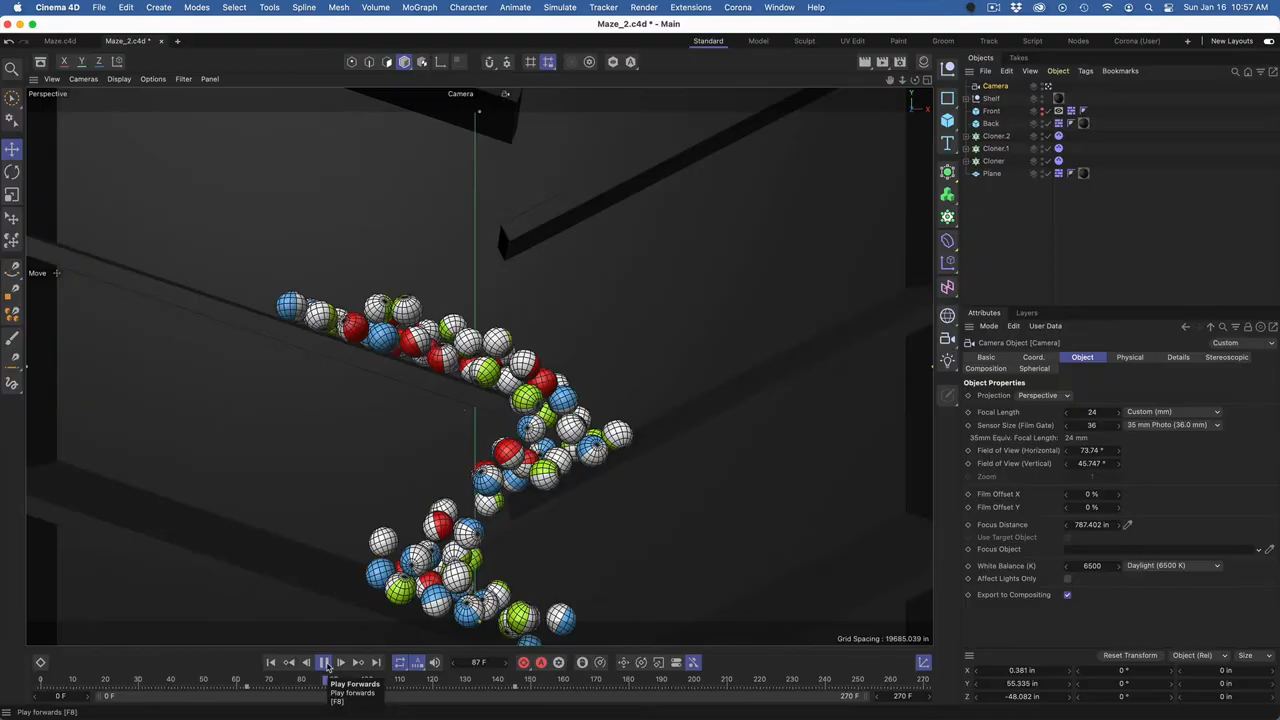 Cinema 4D File Edit Create Modes Select Tools Spline Mesh Volume MoGraph Character Animate Simulate Tracker Render Extensions Corona Window Help Sun Jan 16 10:57 AM
Maze_2.c4d * - Main
Maze.c4d Maze_2.c4d * × + Standard Model Sculpt UV Edit Paint Groom Track Script Nodes Corona (User) + New Layouts
Objects Takes
File Edit View Object Tags Bookmarks
X Y Z
View Cameras Display Options Filter Panel
Perspective Camera
Y
X
Camera
Shelf
Front
Back
Cloner.2
Cloner.1
Cloner
Plane
Move
Attributes Layers
Mode Edit User Data
Camera Object [Camera] Custom
Basic Coord. Object Physical Details Stereoscopic
Composition Spherical
Object Properties
Projection Perspective
Focal Length 24 Custom (mm)
Sensor Size (Film Gate) 36 35 mm Photo (36.0 mm)
35mm Equiv. Focal Length: 24 mm
Field of View (Horizontal) 73.74 °
Field of View (Vertical) 45.747 °
Zoom 1
Film Offset X 0 %
Film Offset Y 0 %
Focus Distance 787.402 in
Use Target Object
Focus Object
White Balance (K) 6500 Daylight (6500 K)
Affect Lights Only
Export to Compositing
Grid Spacing : 19685.039 in
87 F
Reset Transform Object (Rel) Size
0 10 20 30 40 50 60 70 80 100 110 120 130 140 150 160 170 180 190 200 210 220 230 240 250 260 270
Play Forwards
Play forwards
[F8]
0 F 0 F 270 F 270 F
X 0.381 in 0 ° 0 in
Y 55.335 in 0 ° 0 in
Z -48.082 in 0 ° 0 in
Play forwards [F8]